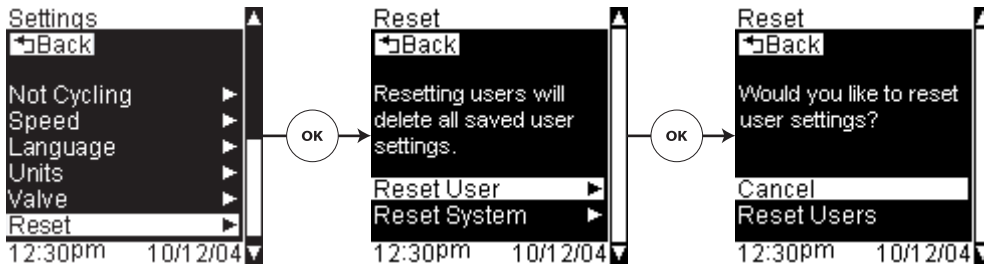 Settings
Back
Not Cycling
Speed
Language
Units
Valve
Reset
12:30pm 10/12/04
OK
Reset
Back
Resetting users will
delete all saved user
settings.
Reset User
Reset System
12:30pm 10/12/04
OK
Reset
Back
Would you like to reset
user settings?
Cancel
Reset Users
12:30pm 10/12/04